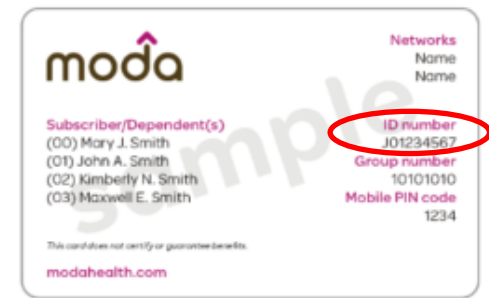 moda
Networks
Name
Name
Subscriber/Dependent(s)
(00) Mary J. Smith
(01) John A. Smith
(02) Kimberly N. Smith
(03) Maxwell E. Smith
ID number
J01234567
Group number
10101010
Mobile PIN code
1234
sample
This card does not certify or guarantee benefits.
modahealth.com